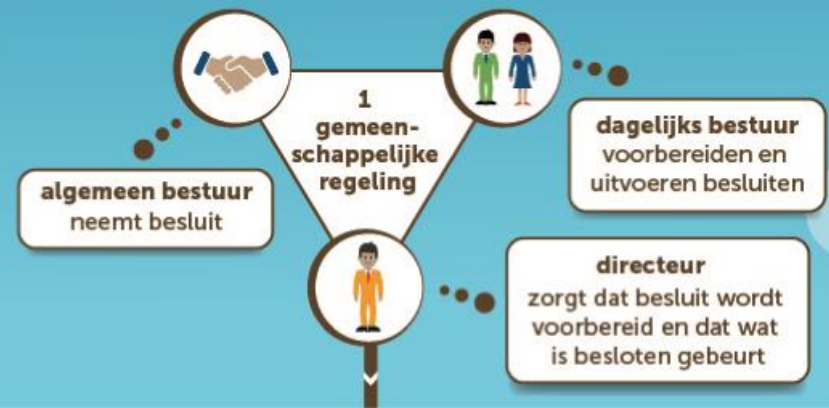 1
gemeen-
schappelijke
regeling
algemeen bestuur
neemt besluit
dagelijks bestuur
voorbereiden en
uitvoeren besluiten
directeur
zorgt dat besluit wordt
voorbereid en dat wat
is besloten gebeurt